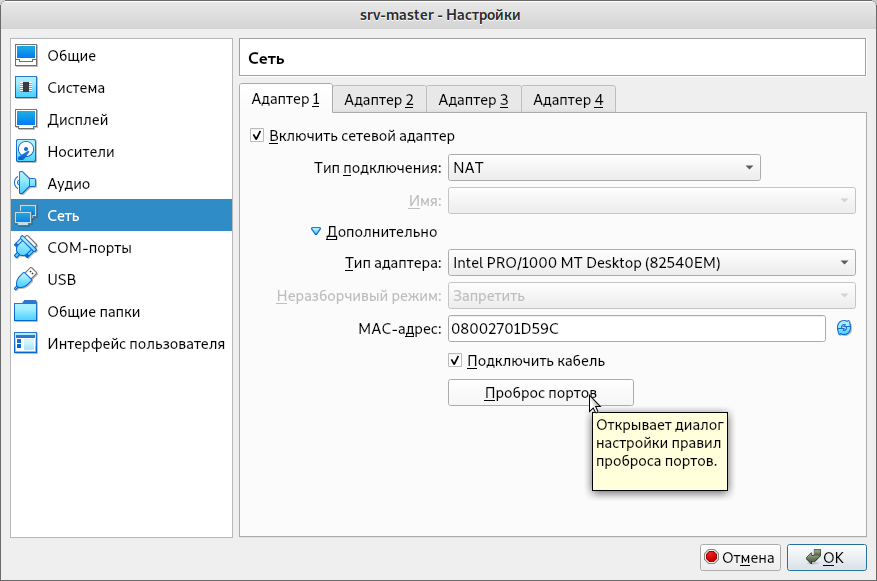 srv-master - Настройки
Общие
Система
Дисплей
Носители
Аудио
Сеть
COM-порты
USB
Общие папки
Интерфейс пользователя
Сеть
Адаптер 1 Адаптер 2 Адаптер 3 Адаптер 4
Включить сетевой адаптер
Тип подключения: NAT
Имя:
Дополнительно
Тип адаптера: Intel PRO/1000 MT Desktop (82540EM)
Неразборчивый режим: Запретить
MAC-адрес: 08002701D59C
Подключить кабель
Проброс портов
Открывает диалог
настройки правил
проброса портов.
Отмена OK